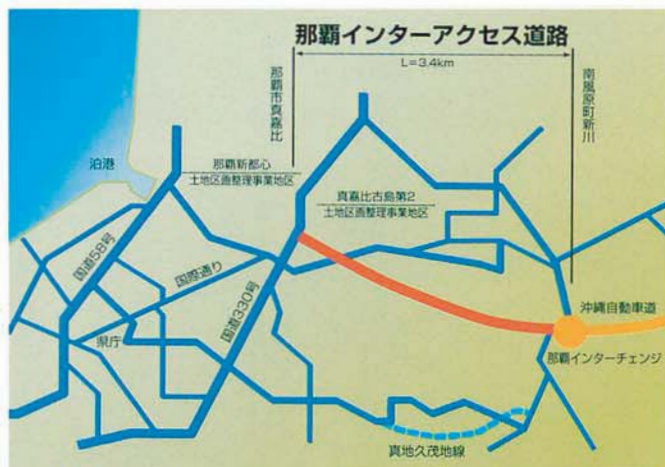 那覇インターアクセス道路
L=3.4km
那覇市真嘉比
南風原町新川
泊港
那覇新都心
土地区画整理事業地区
真嘉比古島第2
土地区画整理事業地区
国道58号
国際通り
国道330号
県庁
沖縄自動車道
那覇インターチェンジ
真地久茂地線